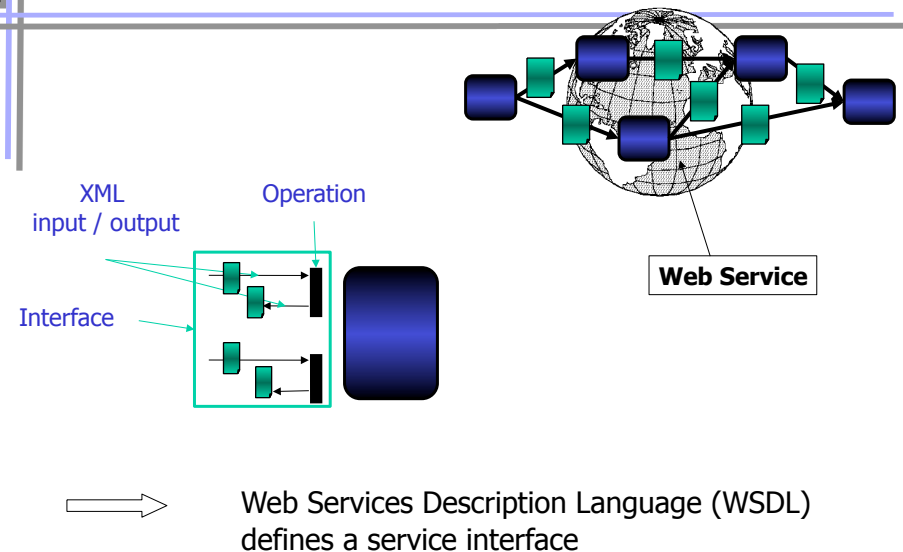 XML
input / output
Operation
Interface
Web Service
Web Services Description Language (WSDL)
defines a service interface